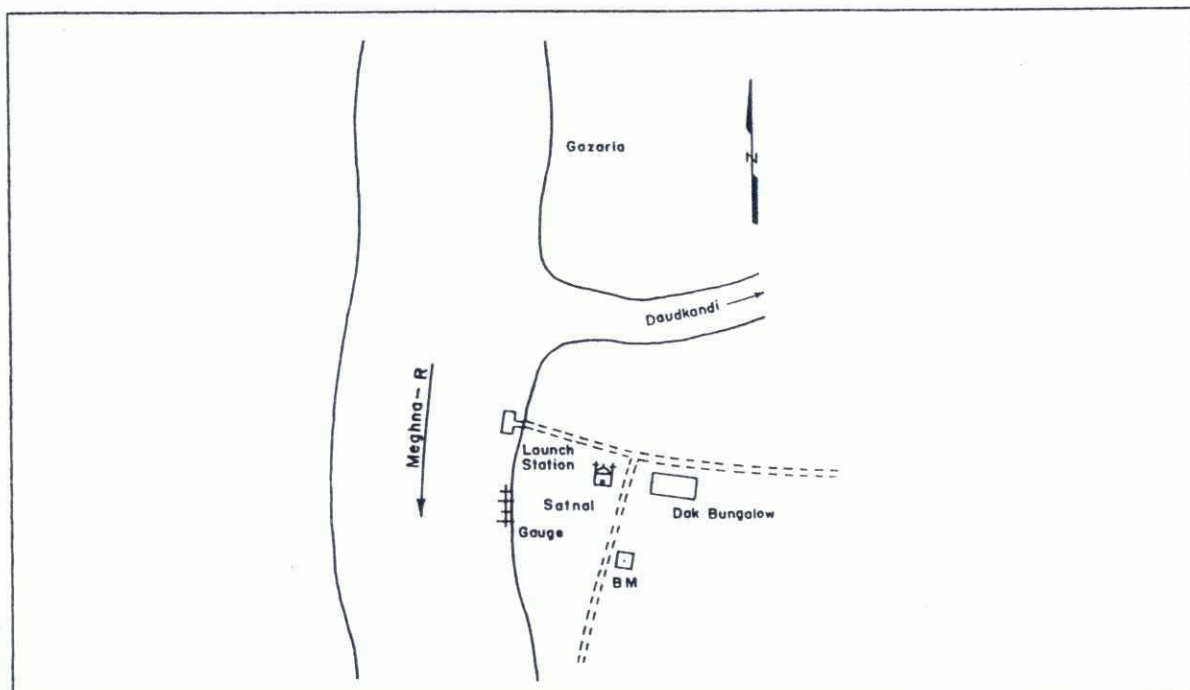 Gazaria
N
Daudkandi
Meghna-R
Launch
Station
Satnal
Dak Bungalow
Gauge
BM